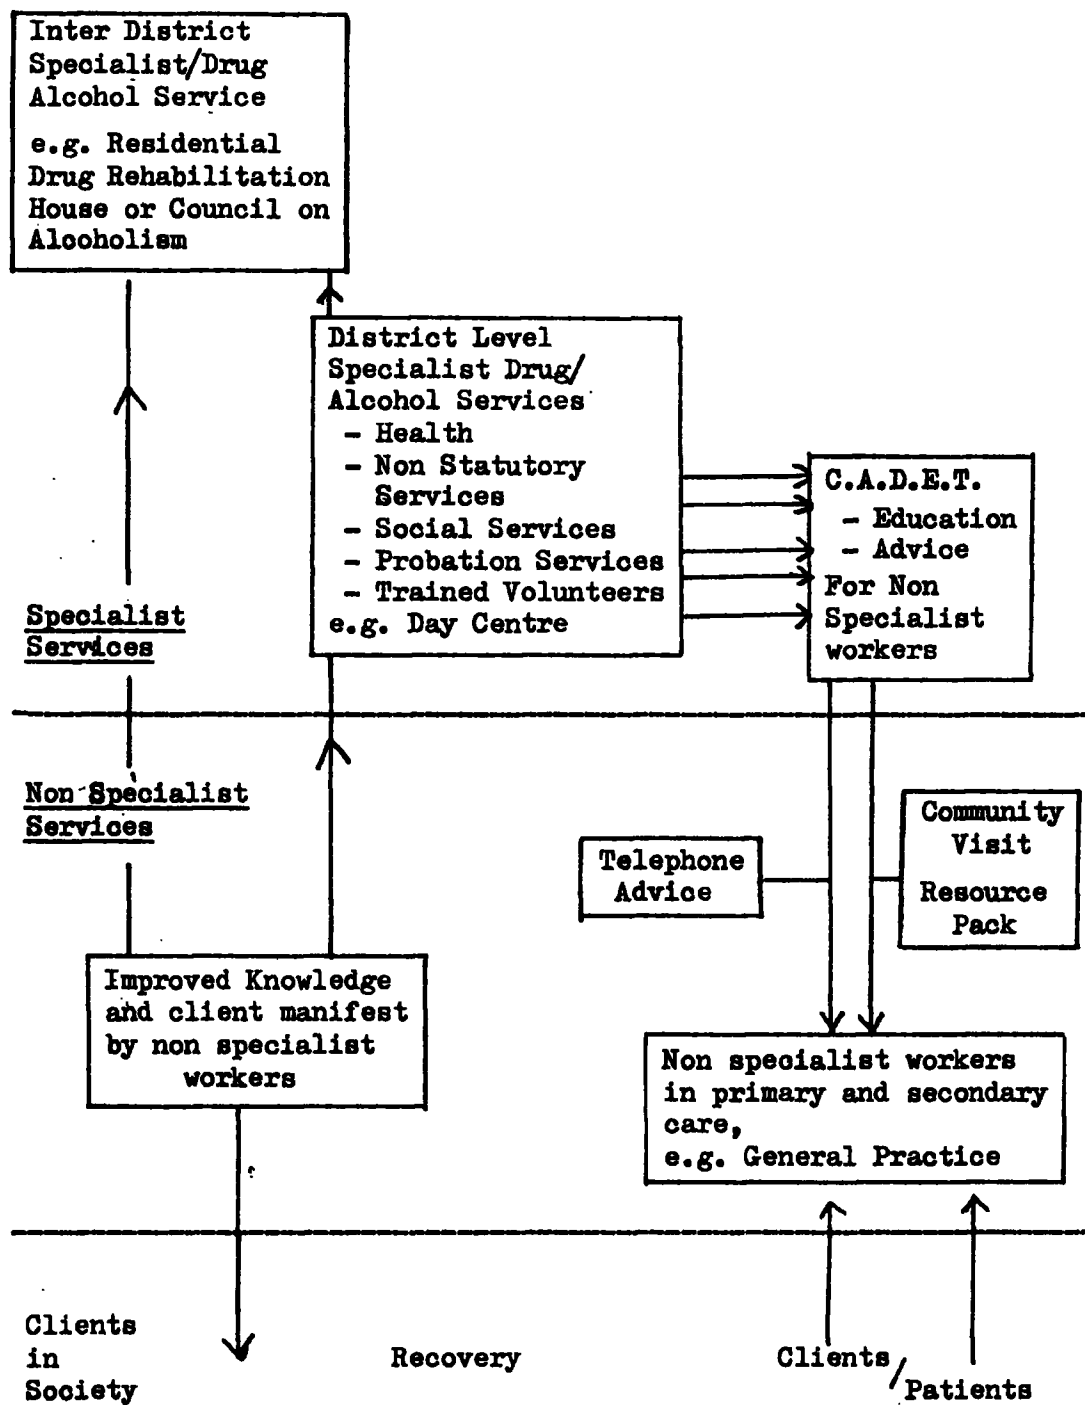 Inter District
Specialist/Drug
Alcohol Service
e.g. Residential
Drug Rehabilitation
House or Council on
Alcoholism
District Level
Specialist Drug/
Alcohol Services
- Health
- Non Statutory
Services
- Social Services
- Probation Services
- Trained Volunteers
e.g. Day Centre
C.A.D.E.T.
- Education
- Advice
For Non
Specialist
workers
Specialist
Services
Non Specialist
Services
Telephone
Advice
Community
Visit
Resource
Pack
Improved Knowledge
and client manifest
by non specialist
workers
Non specialist workers
in primary and secondary
care,
e.g. General Practice
Clients
in
Society
Recovery
Clients/
Patients